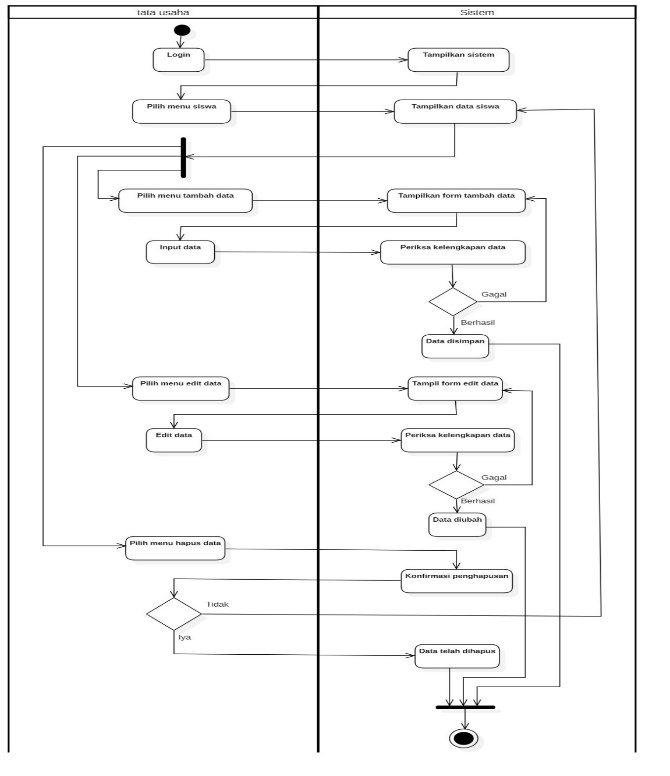 Tata usaha
Sistem
Login
Tampilkan sistem
Pilih menu siswa
Tampilkan data siswa
Pilih menu tambah data
Tampilkan form tambah data
Input data
Periksa kelengkapan data
Gagal
Berhasil
Data disimpan
Pilih menu edit data
Tampil form edit data
Edit data
Periksa kelengkapan data
Gagal
Berhasil
Data diubah
Pilih menu hapus data
Konfirmasi penghapusan
Tidak
Iya
Data telah dihapus